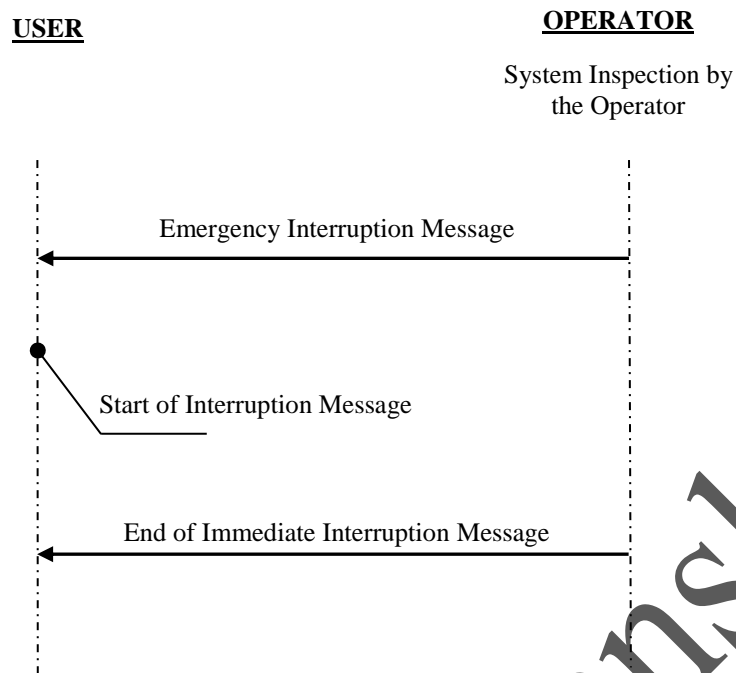 USER
OPERATOR
System Inspection by
the Operator
Emergency Interruption Message
Start of Interruption Message
End of Immediate Interruption Message